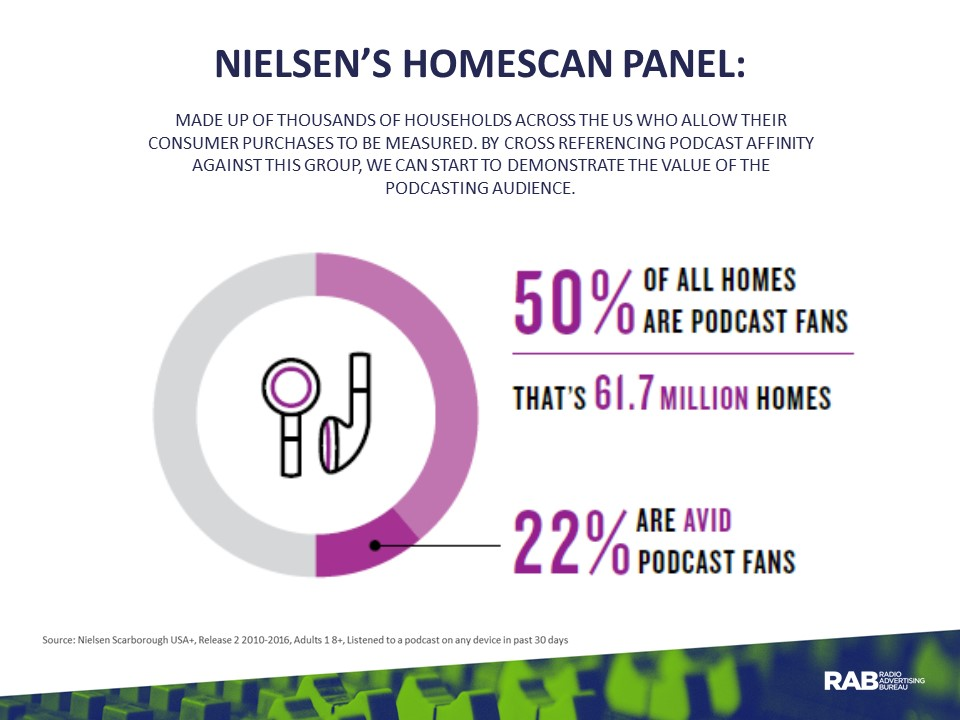 NIELSEN’S HOMESCAN PANEL:
MADE UP OF THOUSANDS OF HOUSEHOLDS ACROSS THE US WHO ALLOW THEIR
CONSUMER PURCHASES TO BE MEASURED. BY CROSS REFERENCING PODCAST AFFINITY
AGAINST THIS GROUP, WE CAN START TO DEMONSTRATE THE VALUE OF THE
PODCASTING AUDIENCE.
50% OF ALL HOMES
ARE PODCAST FANS
THAT’S 61.7 MILLION HOMES
22% ARE AVID
PODCAST FANS
Source: Nielsen Scarborough USA+, Release 2 2010-2016, Adults 1 8+, Listened to a podcast on any device in past 30 days
RAB RADIO
ADVERTISING
BUREAU